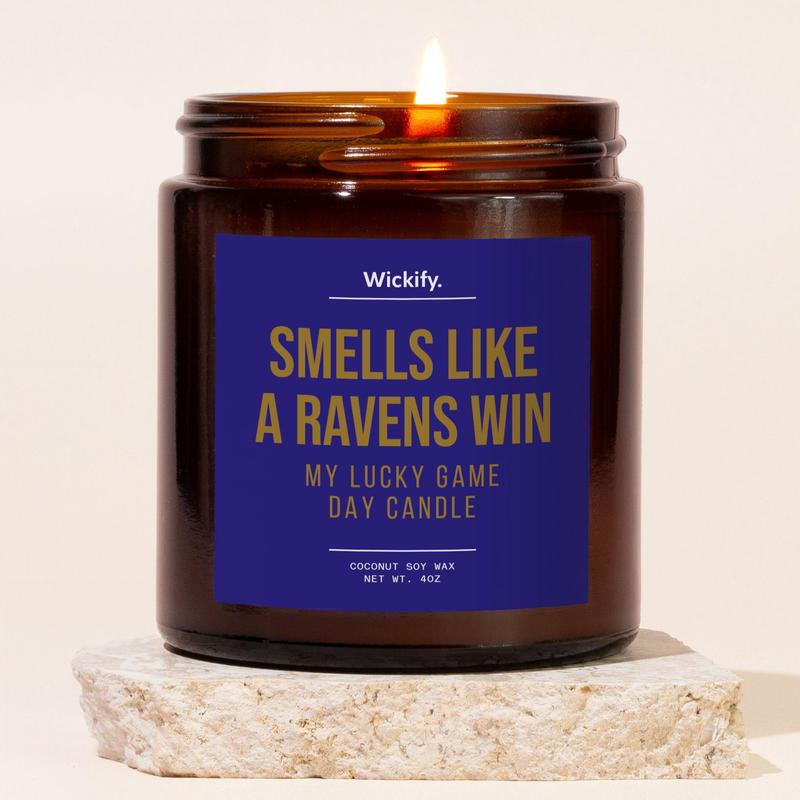 Wickify.
SMELLS LIKE
A RAVENS WIN
MY LUCKY GAME
DAY CANDLE
COCONUT SOY WAX
NET WT. 4OZ